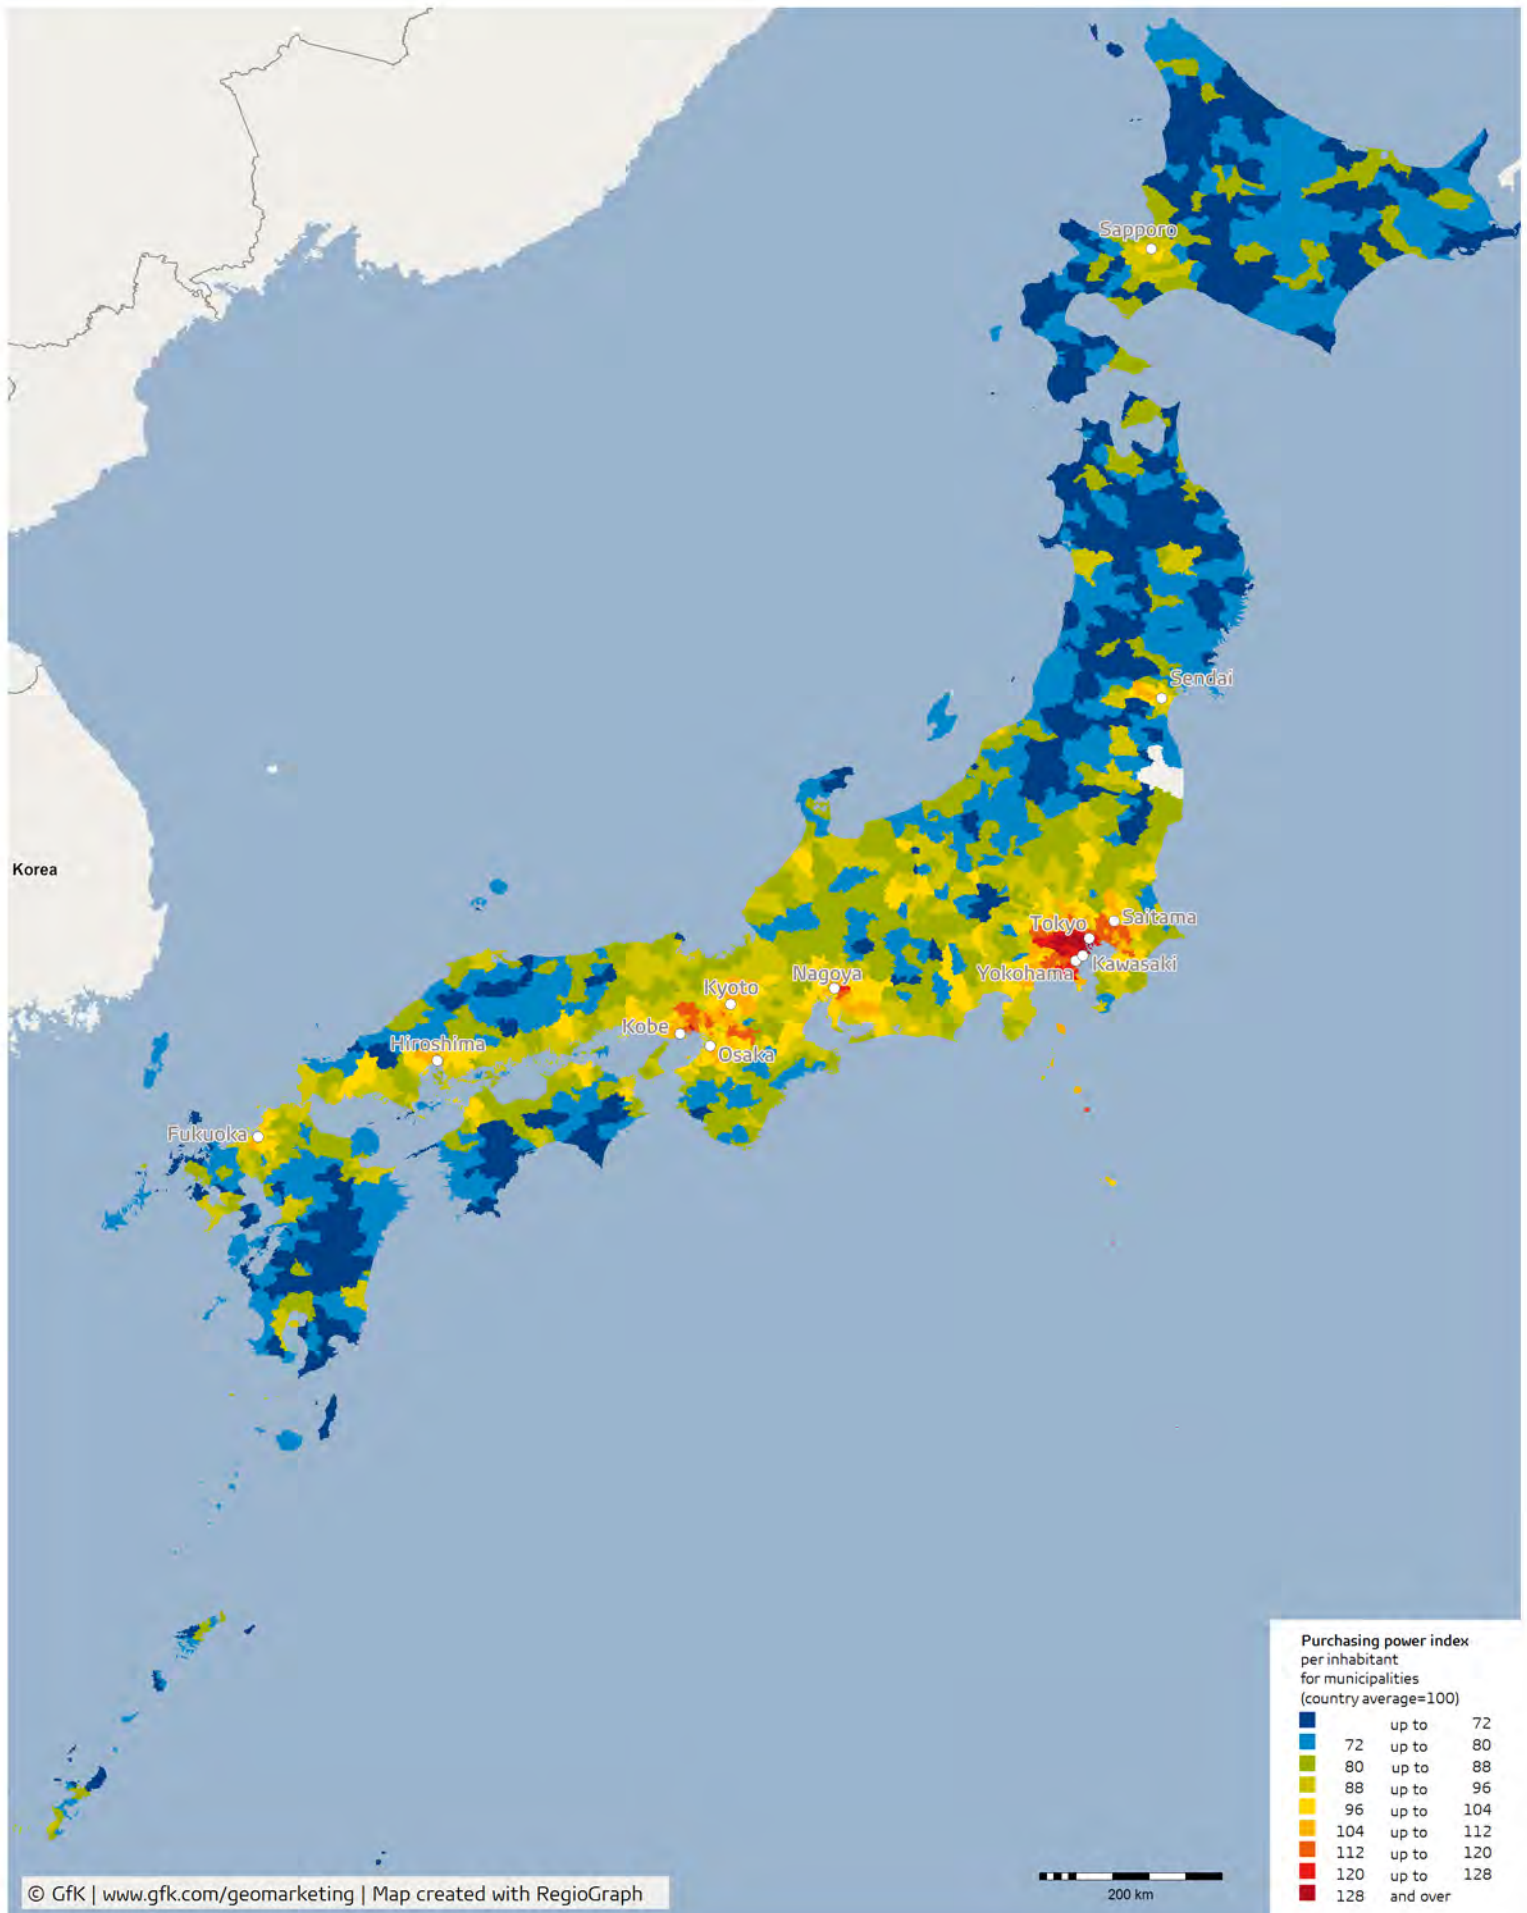 Sapporo
Sendai
Korea
Tokyo
Saitama
Yokohama
Kawasaki
Nagoya
Kyoto
Kobe
Osaka
Hiroshima
Fukuoka
Purchasing power index
per inhabitant
for municipalities
(country average=100)
up to 72
72 up to 80
80 up to 88
88 up to 96
96 up to 104
104 up to 112
112 up to 120
120 up to 128
128 and over
200 km
© GfK | www.gfk.com/geomarketing | Map created with RegioGraph